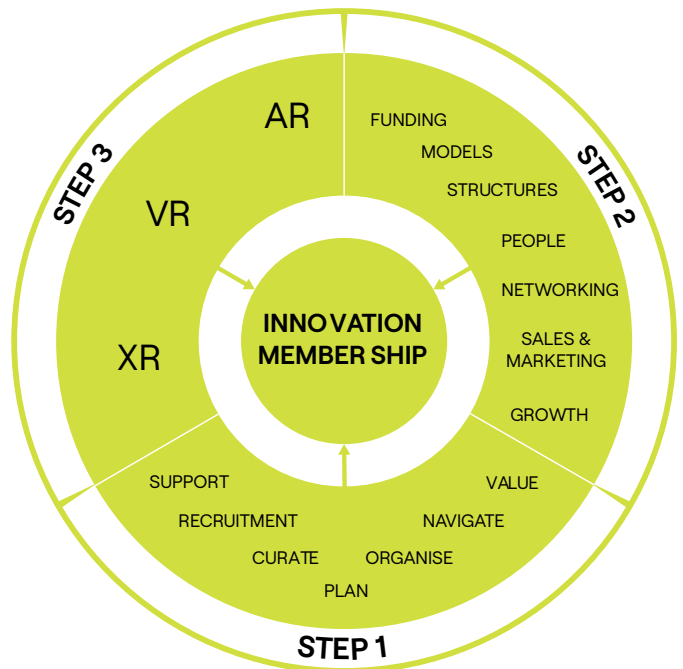 AR
VR
XR
STEP 3
FUNDING
MODELS
STRUCTURES
PEOPLE
NETWORKING
SALES &
MARKETING
GROWTH
STEP 2
INNOVATION
MEMBER SHIP
SUPPORT
RECRUITMENT
CURATE
PLAN
ORGANISE
NAVIGATE
VALUE
STEP 1